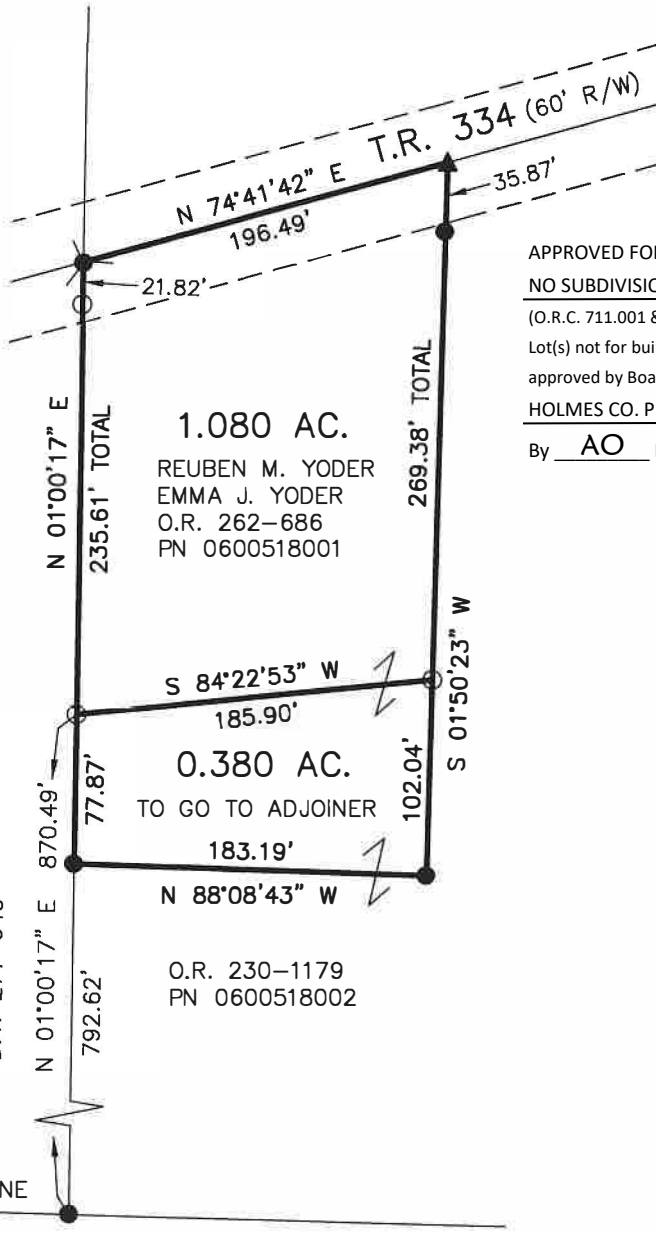 T.R. 334 (60' R/W)
N 74°41'42" E
196.49'
35.87'
21.82'
APPROVED FO
NO SUBDIVISIO
(O.R.C. 711.001 &
Lot(s) not for bui
approved by Boa
HOLMES CO. P
By AO
N 01°00'17" E
235.61' TOTAL
1.080 AC.
REUBEN M. YODER
EMMA J. YODER
O.R. 262-686
PN 0600518001
269.38' TOTAL
S 01°50'23" W
S 84°22'53" W
185.90'
0.380 AC.
TO GO TO ADJOINER
77.87'
102.04'
183.19'
N 88°08'43" W
870.49'
N 01°00'17" E
792.62'
O.R. 230-1179
PN 0600518002
NE